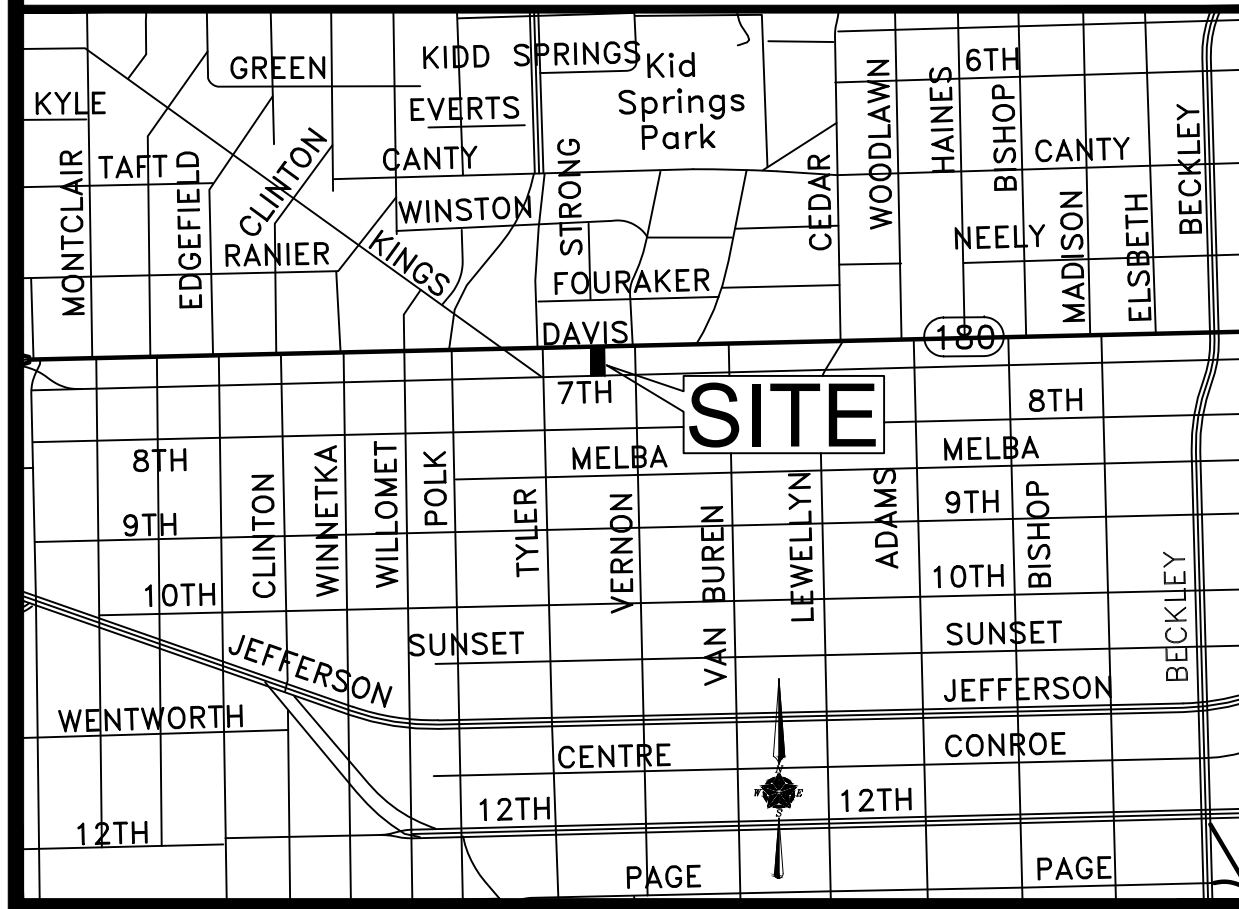 KIDD SPRINGS
GREEN
Kid
Springs
Park
6TH
KYLE
EVERTS
WOODLAWN
HAINES
BISHOP
CANTY
BECKLEY
TAFT
CANTY
MONTCLAIR
EDGEFIELD
CLINTON
STRONG
CEDAR
WINSTON
NEELY
MADISON
ELSBETH
RANIER
KINGS
FOURAKER
DAVIS
180
7TH
SITE
8TH
8TH
MELBA
MELBA
9TH
CLINTON
WINNETKA
WILLOMET
POLK
TYLER
VERNON
VAN BUREN
LEWELLYN
ADAMS
9TH
BISHOP
10TH
10TH
BECKLEY
JEFFERSON
SUNSET
SUNSET
JEFFERSON
WENTWORTH
CENTRE
CONROE
N
W
E
S
12TH
12TH
12TH
PAGE
PAGE